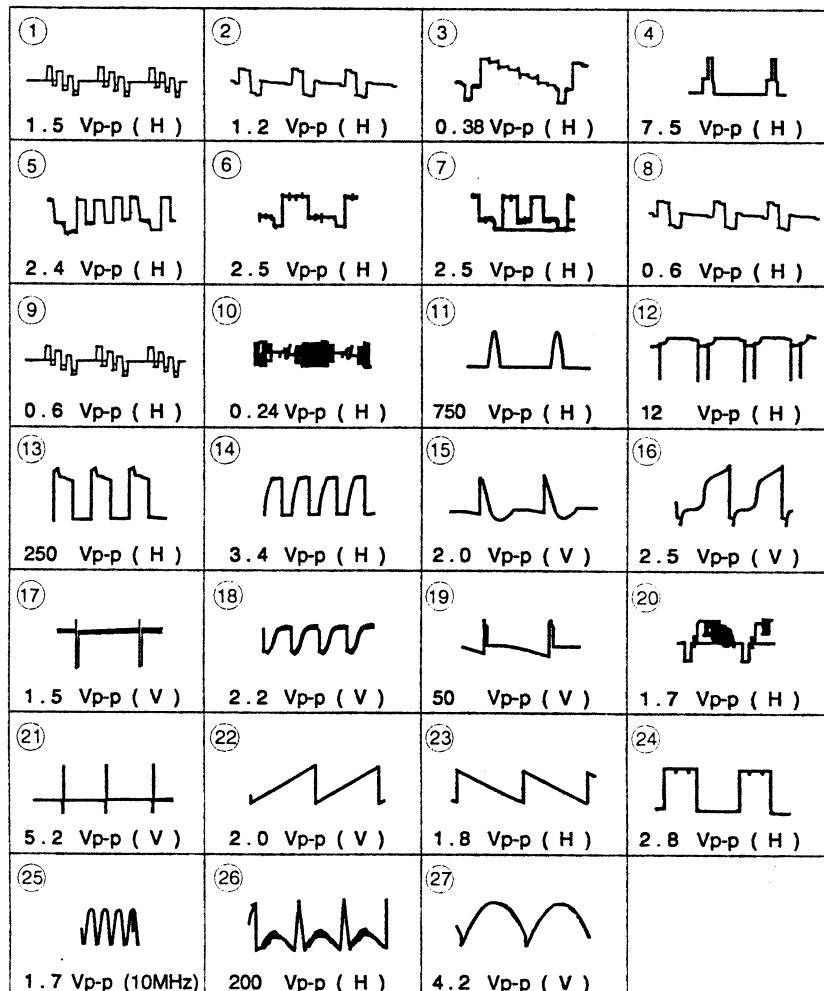 1 2 3 4
1.5 Vp-p ( H ) 1.2 Vp-p ( H ) 0.38 Vp-p ( H ) 7.5 Vp-p ( H )
5 6 7 8
2.4 Vp-p ( H ) 2.5 Vp-p ( H ) 2.5 Vp-p ( H ) 0.6 Vp-p ( H )
9 10 11 12
0.6 Vp-p ( H ) 0.24 Vp-p ( H ) 750 Vp-p ( H ) 12 Vp-p ( H )
13 14 15 16
250 Vp-p ( H ) 3.4 Vp-p ( H ) 2.0 Vp-p ( V ) 2.5 Vp-p ( V )
17 18 19 20
1.5 Vp-p ( V ) 2.2 Vp-p ( V ) 50 Vp-p ( V ) 1.7 Vp-p ( H )
21 22 23 24
5.2 Vp-p ( V ) 2.0 Vp-p ( V ) 1.8 Vp-p ( H ) 2.8 Vp-p ( H )
25 26 27
1.7 Vp-p (10MHz) 200 Vp-p ( H ) 4.2 Vp-p ( V )